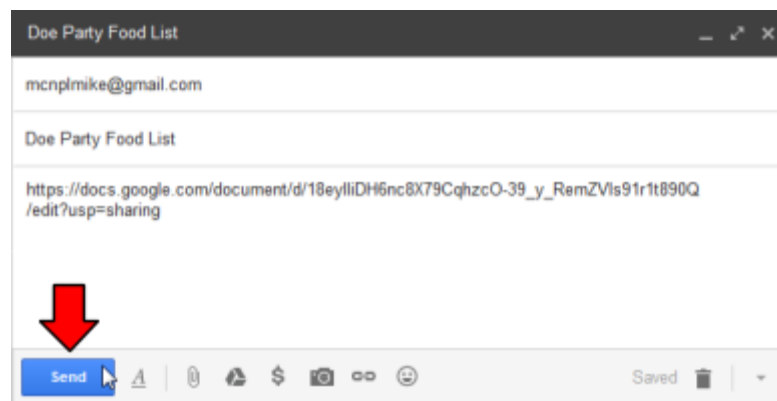 Doe Party Food List
mcnplmike@gmail.com
Doe Party Food List
https://docs.google.com/document/d/18eylliDH6nc8X79CqhzcO-39_y_RemZVls91r1t890Q
/edit?usp=sharing
Send A $ Saved